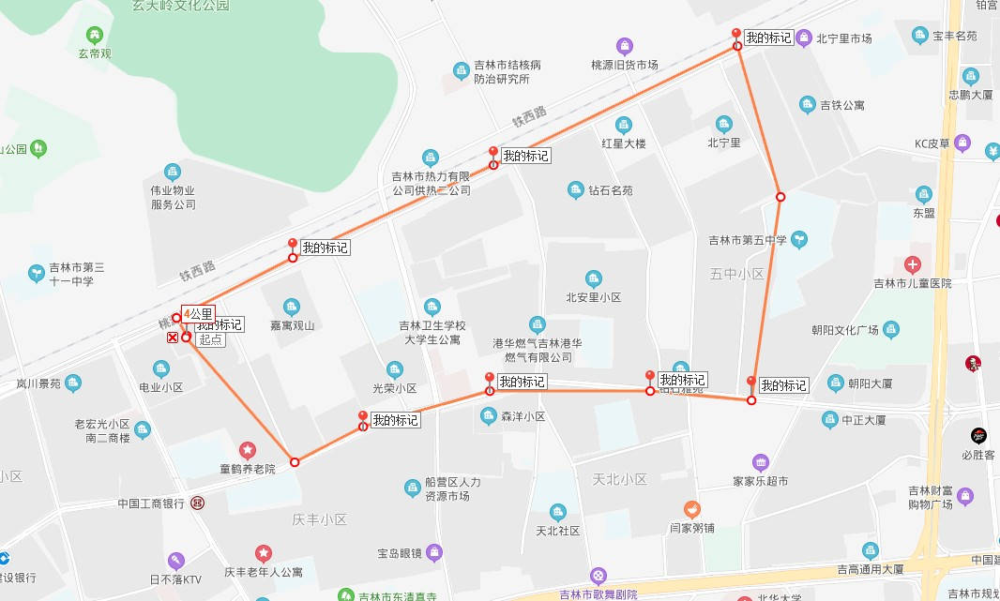 玄天岭文化公园
铂宫
玄帝观
桃源旧货市场
我的标记
北宁里市场
宝丰名苑
吉林市结核病
防治研究所
忠鹏大厦
吉铁公寓
铁西路
红星大楼
北宁里
KC皮草
山公园
我的标记
吉林市热力有限
公司供热二公司
钻石名苑
伟业物业
服务公司
东盟
吉林市第五中学
我的标记
铁西路
吉林市第三
十一中学
五中小区
吉林市儿童医院
北安里小区
4公里
我的标记
起点
嘉寓观山
吉林卫生学校
大学生公寓
港华燃气吉林港华
燃气有限公司
朝阳文化广场
岚川景苑
电业小区
光荣小区
我的标记
我的标记
我的标记
朝阳大厦
老宏光小区
南二商楼
我的标记
森洋小区
中正大厦
童鹤养老院
必胜客
小区
船营区人力
资源市场
天北小区
家家乐超市
吉林财富
购物广场
中国工商银行
庆丰小区
天北社区
闫家粥铺
日不落KTV
庆丰老年人公寓
宝岛眼镜
吉高通用大厦
中国建
建设银行
吉林市东清真寺
吉林市歌舞剧院
北华大学
吉林市规划